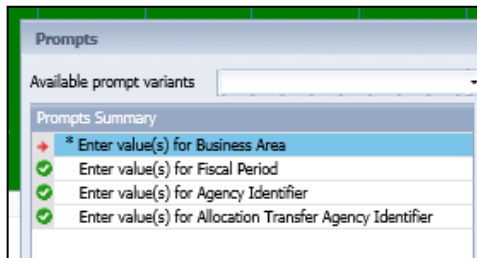 Prompts
Available prompt variants
Prompts Summary
* Enter value(s) for Business Area
Enter value(s) for Fiscal Period
Enter value(s) for Agency Identifier
Enter value(s) for Allocation Transfer Agency Identifier